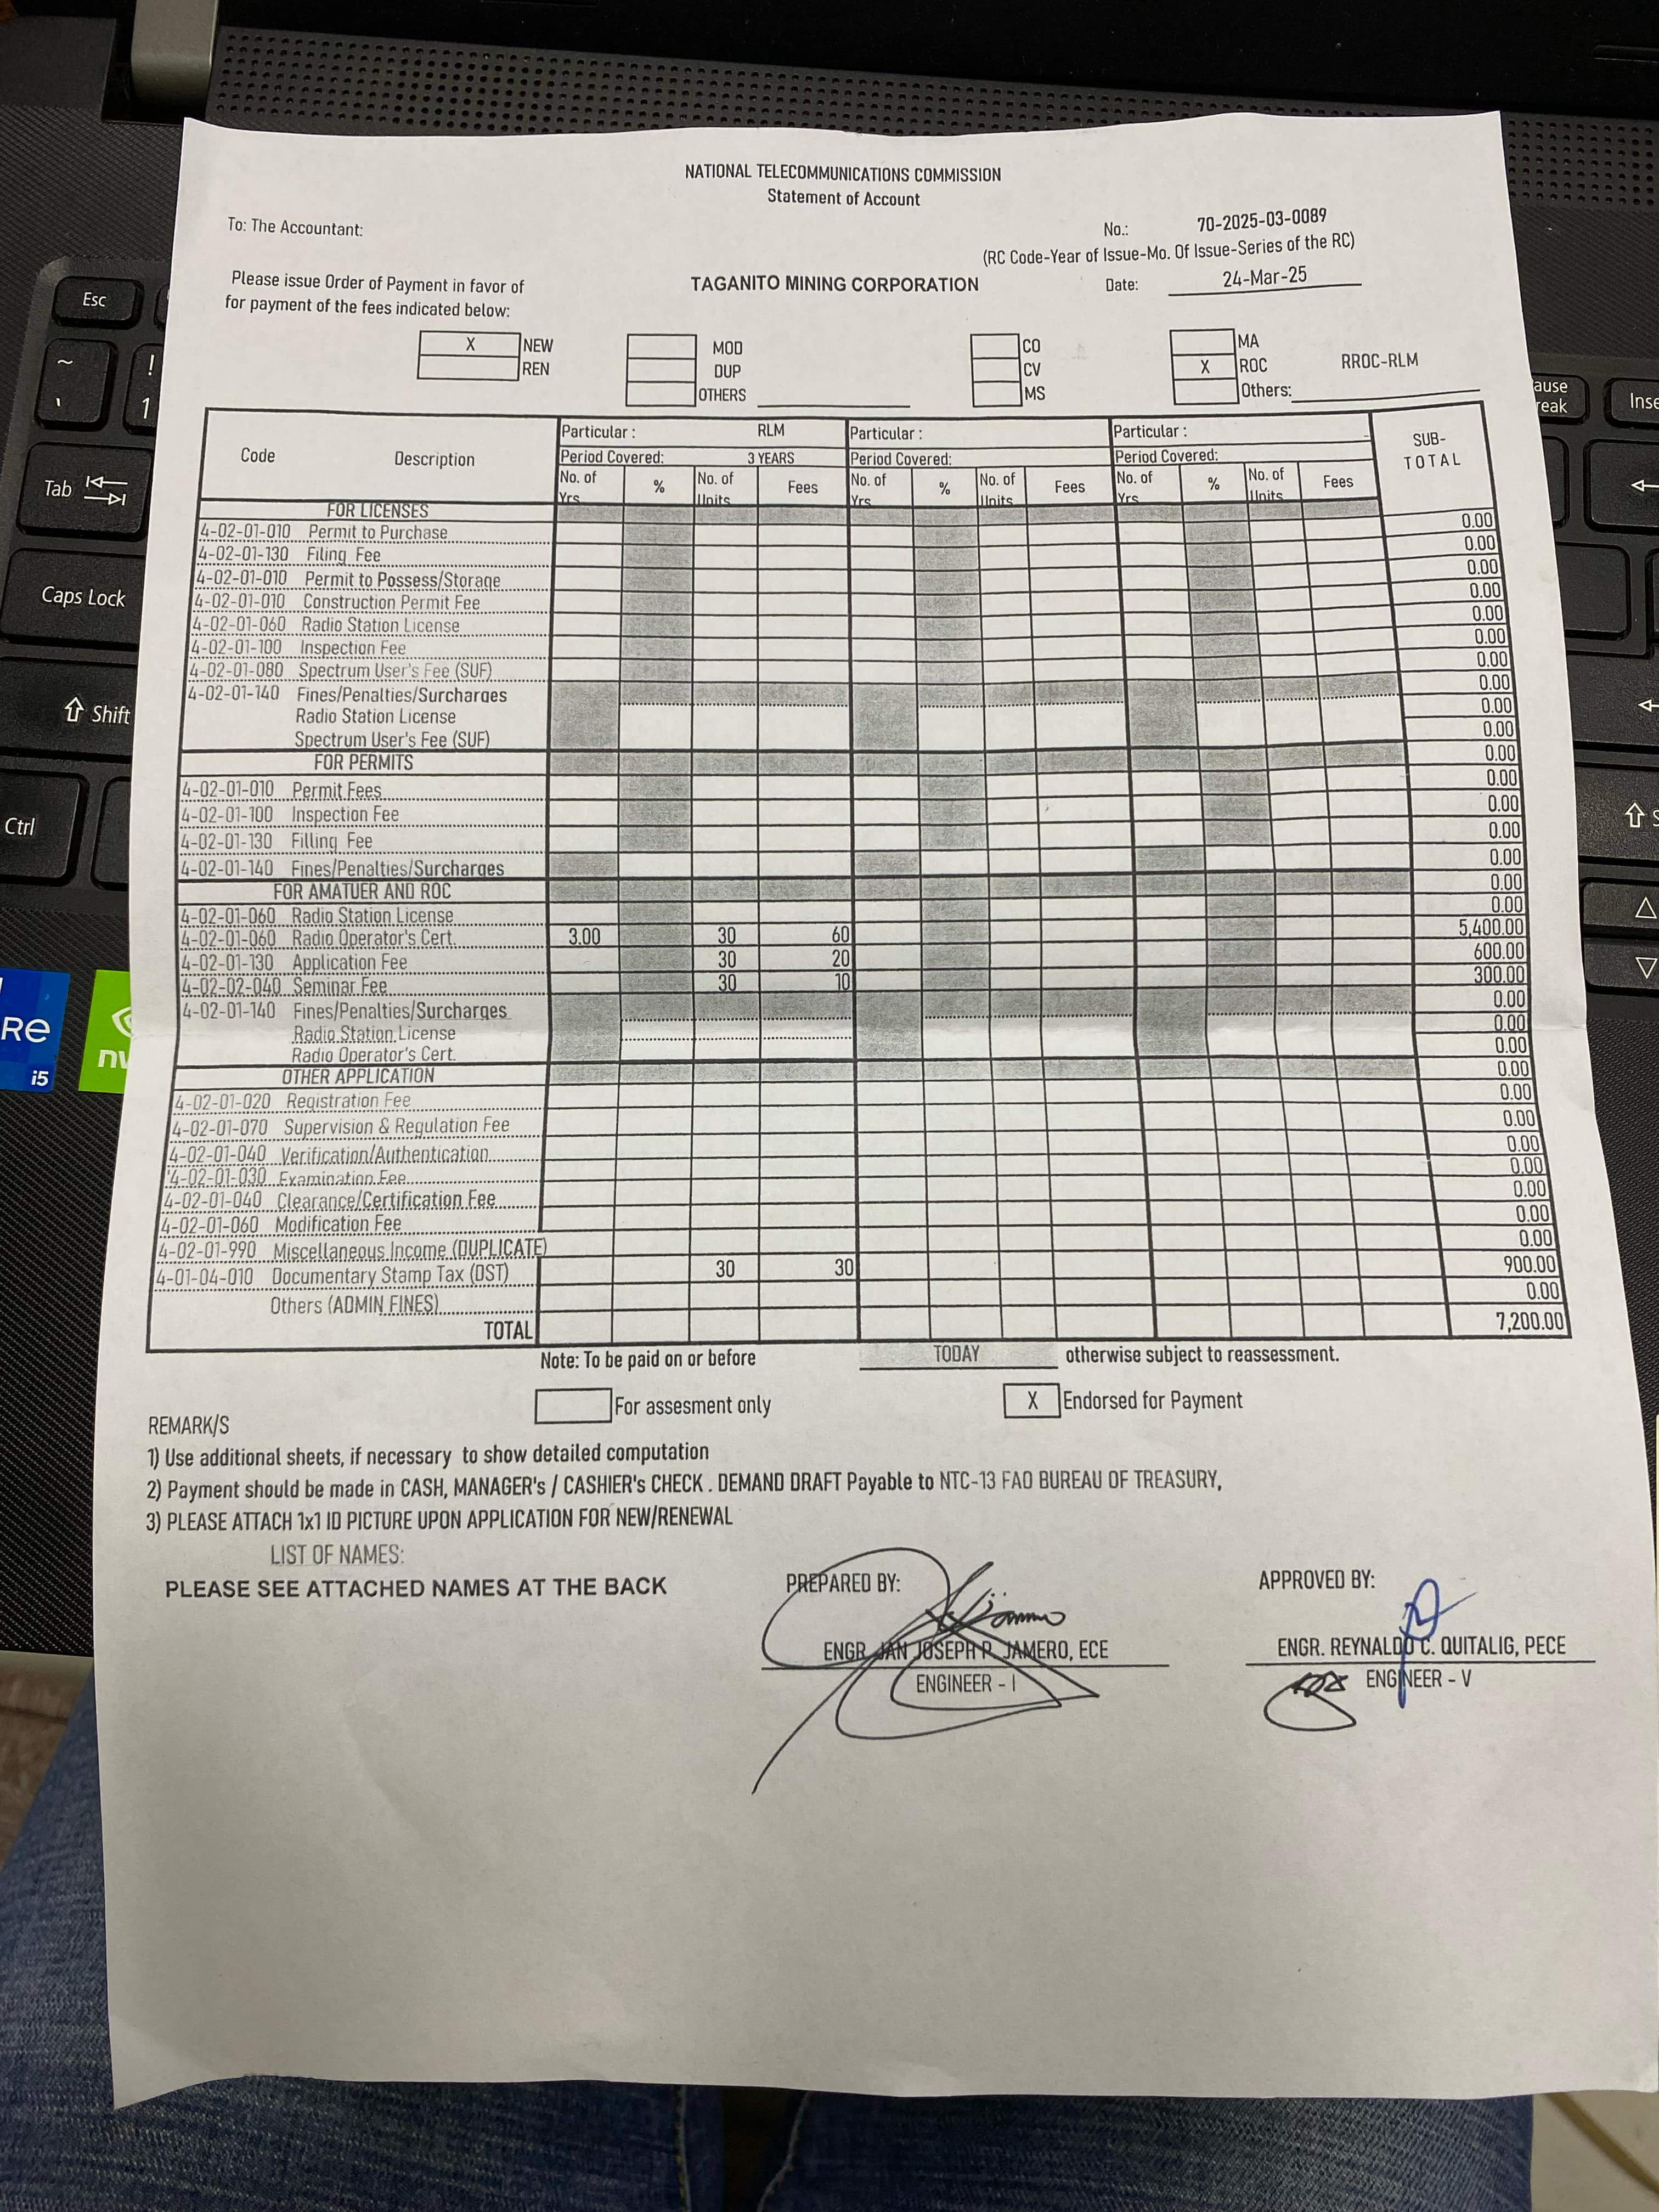 NATIONAL TELECOMMUNICATIONS COMMISSION
Statement of Account
To: The Accountant:
No.: 70-2025-03-0089
(RC Code-Year of Issue-Mo. Of Issue-Series of the RC)
Please issue Order of Payment in favor of TAGANITO MINING CORPORATION Date: 24-Mar-25
for payment of the fees indicated below:
X NEW MOD CO MA
REN DUP CV X ROC RROC-RLM
OTHERS MS Others:
Code Description Particular : RLM Particular : Particular : SUB-TOTAL
Period Covered: 3 YEARS Period Covered: Period Covered:
No. of Yrs % No. of Units Fees No. of Yrs % No. of Units Fees No. of Yrs % No. of Units Fees
FOR LICENSES 0.00
4-02-01-010 Permit to Purchase 0.00
4-02-01-130 Filing Fee 0.00
4-02-01-010 Permit to Possess/Storage 0.00
4-02-01-010 Construction Permit Fee 0.00
4-02-01-060 Radio Station License 0.00
4-02-01-100 Inspection Fee 0.00
4-02-01-080 Spectrum User's Fee (SUF) 0.00
4-02-01-140 Fines/Penalties/Surcharges 0.00
Radio Station License 0.00
Spectrum User's Fee (SUF) 0.00
FOR PERMITS 0.00
4-02-01-010 Permit Fees 0.00
4-02-01-100 Inspection Fee 0.00
4-02-01-130 Filling Fee 0.00
4-02-01-140 Fines/Penalties/Surcharges 0.00
FOR AMATUER AND ROC 0.00
4-02-01-060 Radio Station License 0.00
4-02-01-060 Radio Operator's Cert. 3.00 30 60 5,400.00
4-02-01-130 Application Fee 30 20 600.00
4-02-02-040 Seminar Fee 30 10 300.00
4-02-01-140 Fines/Penalties/Surcharges 0.00
Radio Station License 0.00
Radio Operator's Cert. 0.00
OTHER APPLICATION 0.00
4-02-01-020 Registration Fee 0.00
4-02-01-070 Supervision & Regulation Fee 0.00
4-02-01-040 Verification/Authentication 0.00
'4-02-01-030 Examination Fee 0.00
4-02-01-040 Clearance/Certification Fee 0.00
4-02-01-060 Modification Fee 0.00
4-02-01-990 Miscellaneous Income (DUPLICATE) 0.00
4-01-04-010 Documentary Stamp Tax (DST) 30 30 900.00
Others (ADMIN FINES) 0.00
TOTAL 7,200.00
Note: To be paid on or before TODAY otherwise subject to reassessment.
For assesment only X Endorsed for Payment
REMARK/S
1) Use additional sheets, if necessary to show detailed computation
2) Payment should be made in CASH, MANAGER's / CASHIER's CHECK . DEMAND DRAFT Payable to NTC-13 FAO BUREAU OF TREASURY,
3) PLEASE ATTACH 1x1 ID PICTURE UPON APPLICATION FOR NEW/RENEWAL
LIST OF NAMES:
PLEASE SEE ATTACHED NAMES AT THE BACK
PREPARED BY: APPROVED BY:
ENGR. JAN JOSEPH P. JAMERO, ECE ENGR. REYNALDO C. QUITALIG, PECE
ENGINEER - I ENGINEER - V
Esc
~
` ! 1
Tab
Caps Lock
Shift
Ctrl
i5